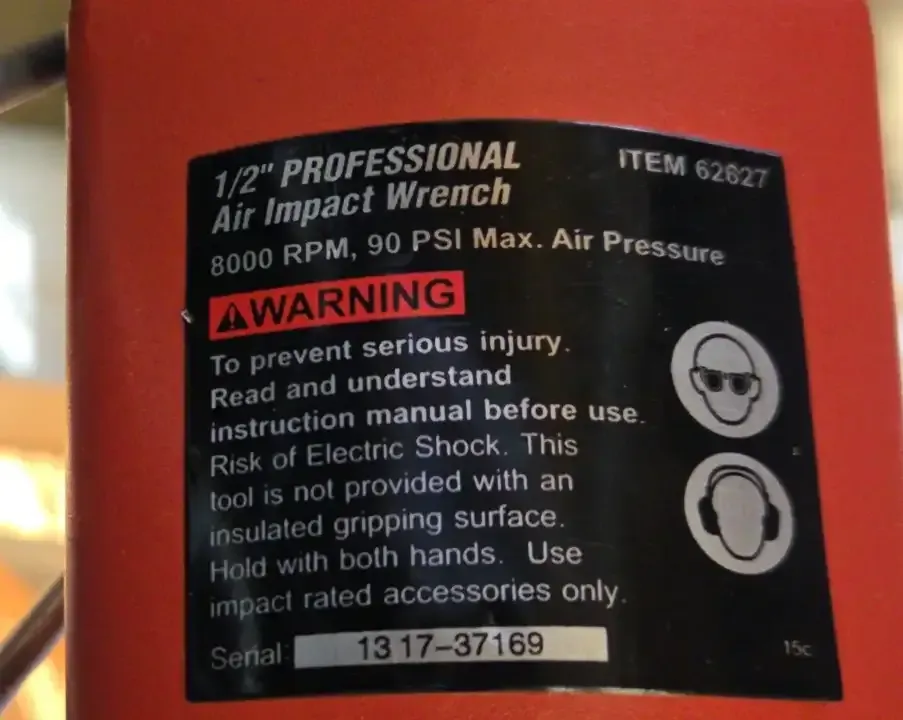 1/2" PROFESSIONAL
Air Impact Wrench
ITEM 62627
8000 RPM, 90 PSI Max. Air Pressure
WARNING
To prevent serious injury.
Read and understand
instruction manual before use.
Risk of Electric Shock. This
tool is not provided with an
insulated gripping surface.
Hold with both hands. Use
impact rated accessories only.
Serial: 13 17-37169
15c